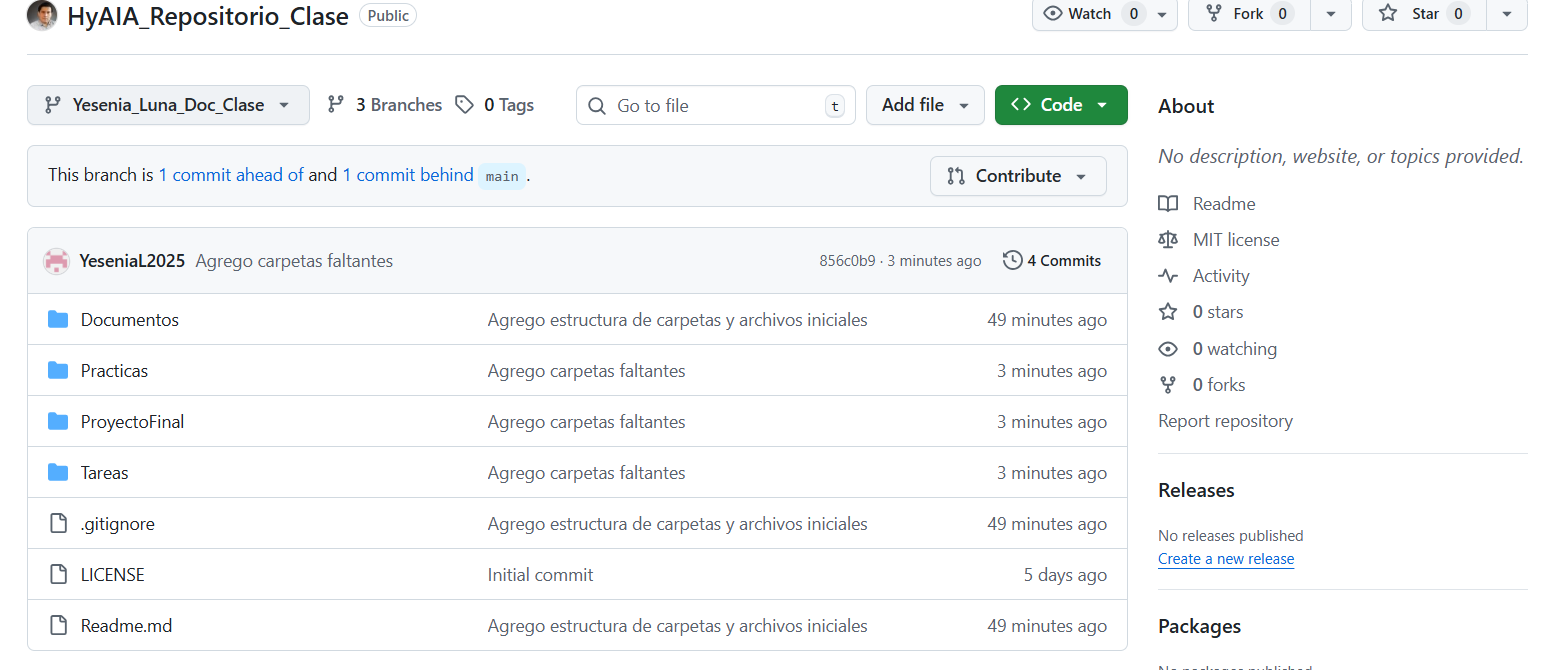 HyAIA_Repositorio_Clase Public Watch 0 Fork 0 Star 0
Yesenia_Luna_Doc_Clase 3 Branches 0 Tags Go to file t Add file Code
This branch is 1 commit ahead of and 1 commit behind main .
Contribute
YeseniaL2025 Agrego carpetas faltantes 856c0b9 · 3 minutes ago 4 Commits
Documentos Agrego estructura de carpetas y archivos iniciales 49 minutes ago
Practicas Agrego carpetas faltantes 3 minutes ago
ProyectoFinal Agrego carpetas faltantes 3 minutes ago
Tareas Agrego carpetas faltantes 3 minutes ago
.gitignore Agrego estructura de carpetas y archivos iniciales 49 minutes ago
LICENSE Initial commit 5 days ago
Readme.md Agrego estructura de carpetas y archivos iniciales 49 minutes ago
About
No description, website, or topics provided.
Readme
MIT license
Activity
0 stars
0 watching
0 forks
Report repository
Releases
No releases published
Create a new release
Packages